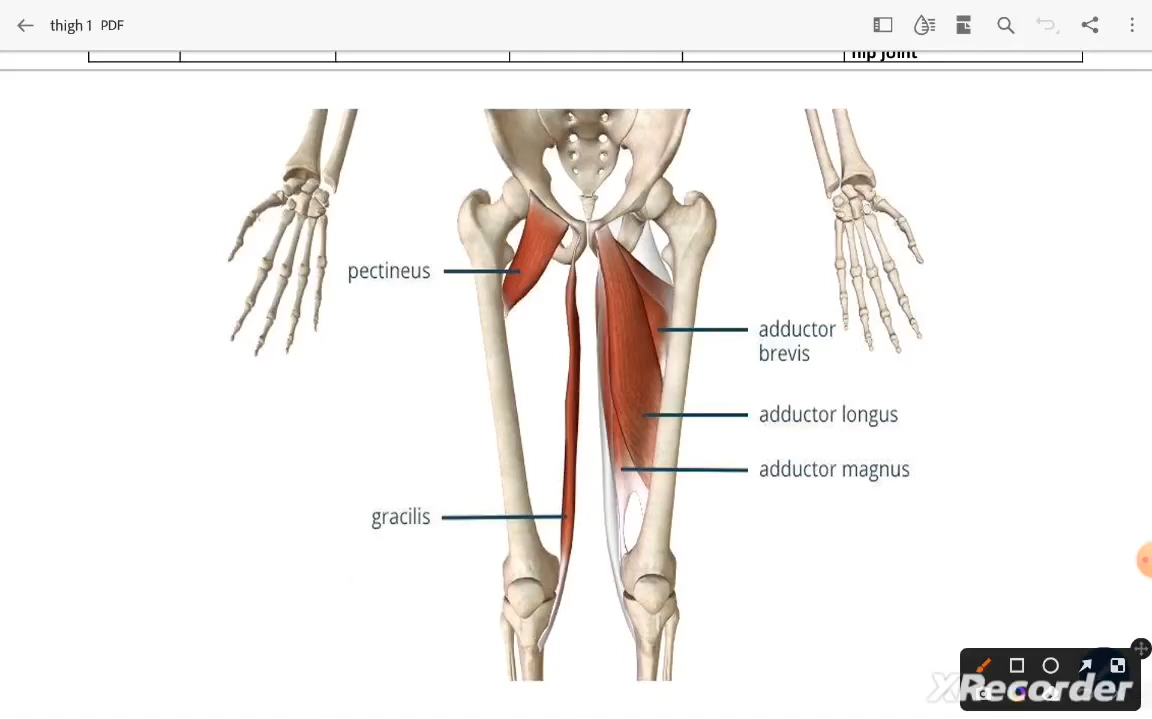 thigh 1 PDF
hip joint
pectineus
adductor
brevis
adductor longus
adductor magnus
gracilis
XRecorder